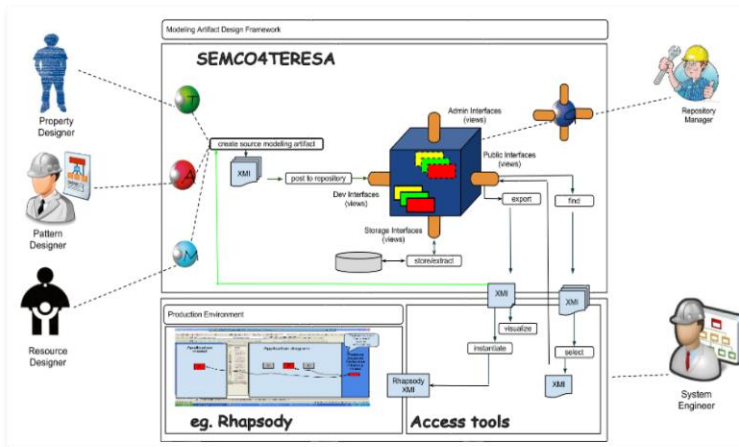 Modeling Artifact Design Framework
SEMCO4TERESA
Property
Designer
T
Admin Interfaces
(views)
Repository
Manager
create source modeling artifact
XMI
post to repository
A
Public Interfaces
(views)
Dev Interfaces
(views)
export
find
Pattern
Designer
Storage Interfaces
(views)
store/extract
M
XMI
XMI
Production Environment
visualize
Application diagram
instantiate
select
Resource
Designer
Rhapsody
XMI
XMI
System
Engineer
eg. Rhapsody
Access tools